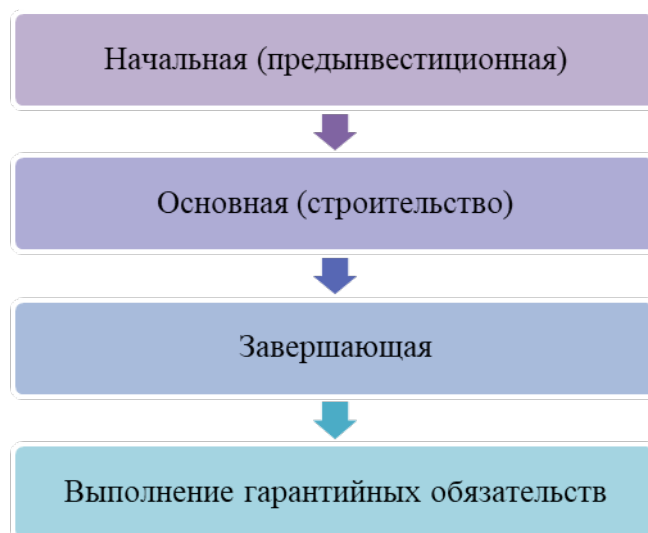 Начальная (предынвестиционная)
Основная (строительство)
Завершающая
Выполнение гарантийных обязательств